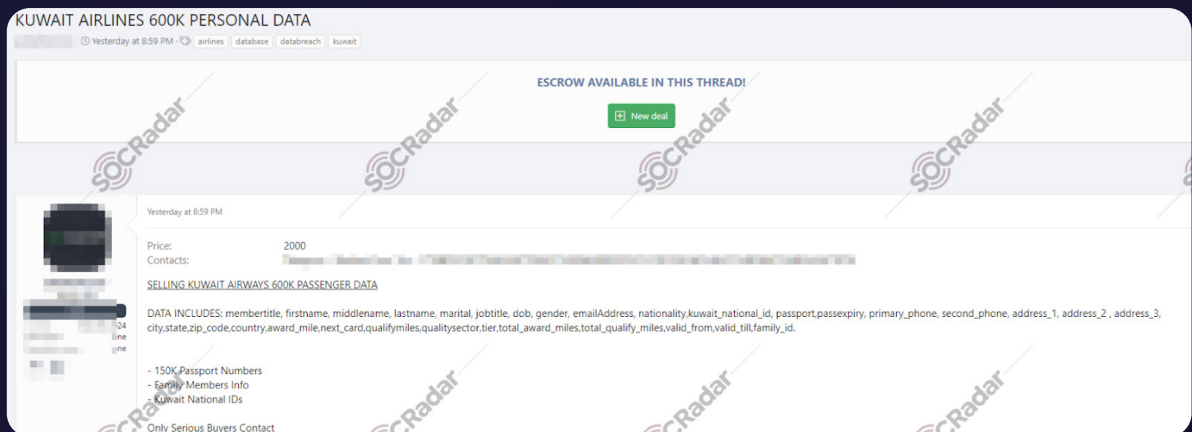 KUWAIT AIRLINES 600K PERSONAL DATA
Yesterday at 8:59 PM · airlines database databreach kuwait
ESCROW AVAILABLE IN THIS THREAD!
New deal
SOCRadar SOCRadar SOCRadar SOCRadar
Yesterday at 8:59 PM
Price: 2000
Contacts:
SELLING KUWAIT AIRWAYS 600K PASSENGER DATA
DATA INCLUDES: membertitle, firstname, middlename, lastname, marital, jobtitle, dob, gender, emailAddress, nationality,kuwait_national_id, passport,passexpiry, primary_phone, second_phone, address_1, address_2 , address_3,
city,state,zip_code,country,award_mile,next_card,qualifymiles,qualitysector,tier,total_award_miles,total_qualify_miles,valid_from,valid_till,family_id.
- 150K Passport Numbers
- Family Members Info
- Kuwait National IDs
Only Serious Buyers Contact